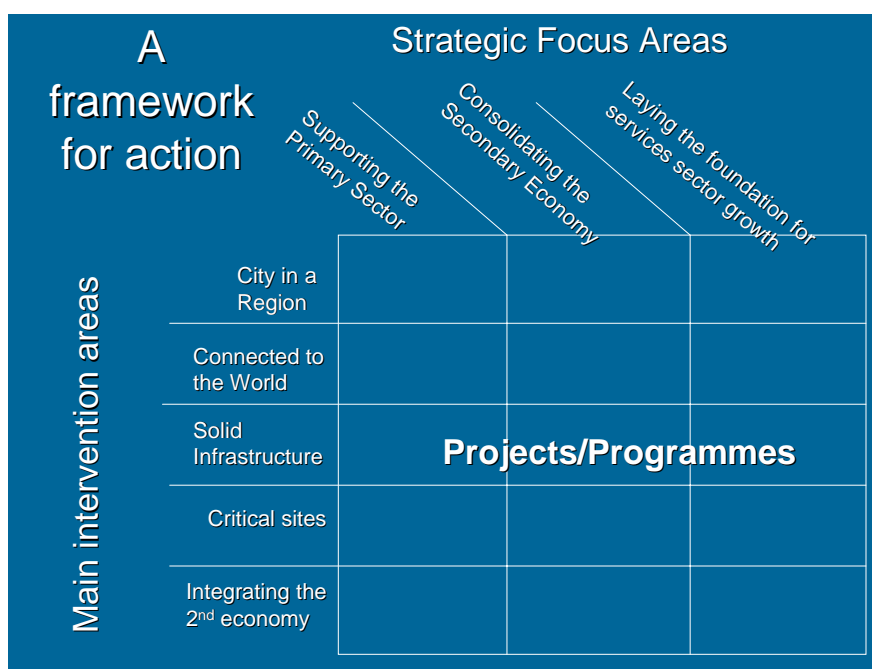 A
framework
for action
Strategic Focus Areas
Supporting the
Primary Sector
Consolidating the
Secondary Economy
Laying the foundation for
services sector growth
Main intervention areas
City in a
Region
Connected to
the World
Solid
Infrastructure
Projects/Programmes
Critical sites
Integrating the
2nd economy